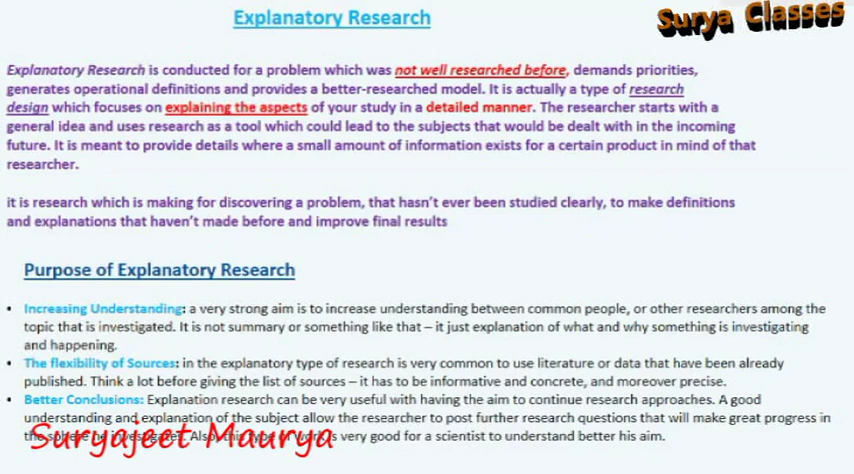 Explanatory Research
Surya Classes
Explanatory Research is conducted for a problem which was not well researched before, demands priorities,
generates operational definitions and provides a better-researched model. It is actually a type of research
design which focuses on explaining the aspects of your study in a detailed manner. The researcher starts with a
general idea and uses research as a tool which could lead to the subjects that would be dealt with in the incoming
future. It is meant to provide details where a small amount of information exists for a certain product in mind of that
researcher.
it is research which is making for discovering a problem, that hasn't ever been studied clearly, to make definitions
and explanations that haven't made before and improve final results
Purpose of Explanatory Research
• Increasing Understanding: a very strong aim is to increase understanding between common people, or other researchers among the
topic that is investigated. It is not summary or something like that – it just explanation of what and why something is investigating
and happening.
• The flexibility of Sources: in the explanatory type of research is very common to use literature or data that have been already
published. Think a lot before giving the list of sources – it has to be informative and concrete, and moreover precise.
• Better Conclusions: Explanation research can be very useful with having the aim to continue research approaches. A good
understanding and explanation of the subject allow the researcher to post further research questions that will make great progress in
the sphere he investigates. Also, this type of work is very good for a scientist to understand better his aim.
Suryajeet Maurya